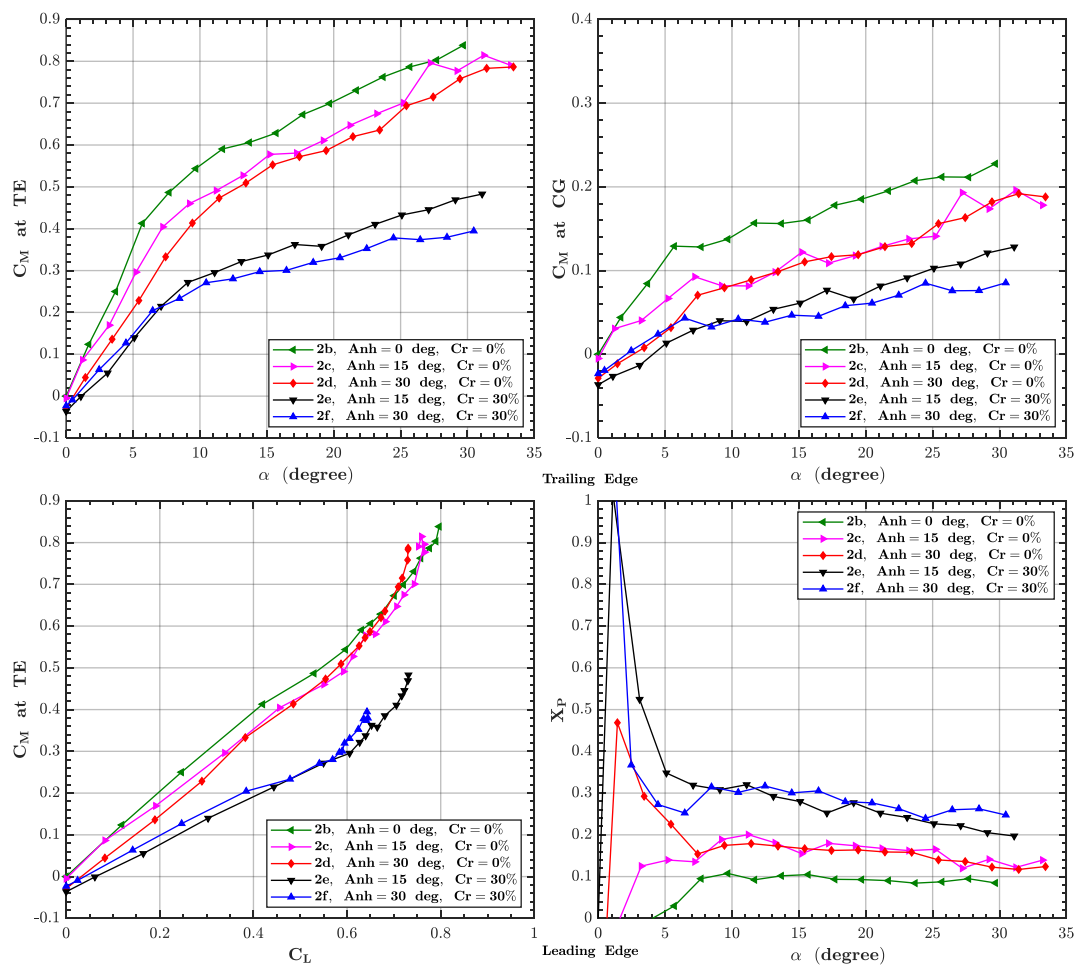 0.9
0.8
0.7
0.6
0.5
0.4
0.3
0.2
0.1
0
-0.1
C_M at TE
0 5 10 15 20 25 30 35
α (degree)
2b, Anh = 0 deg, Cr = 0%
2c, Anh = 15 deg, Cr = 0%
2d, Anh = 30 deg, Cr = 0%
2e, Anh = 15 deg, Cr = 30%
2f, Anh = 30 deg, Cr = 30%
0.4
0.3
0.2
0.1
0
-0.1
C_M at CG
0 5 10 15 20 25 30 35
α (degree)
2b, Anh = 0 deg, Cr = 0%
2c, Anh = 15 deg, Cr = 0%
2d, Anh = 30 deg, Cr = 0%
2e, Anh = 15 deg, Cr = 30%
2f, Anh = 30 deg, Cr = 30%
Trailing Edge
0.9
0.8
0.7
0.6
0.5
0.4
0.3
0.2
0.1
0
-0.1
C_M at TE
0 0.2 0.4 0.6 0.8 1
C_L
2b, Anh = 0 deg, Cr = 0%
2c, Anh = 15 deg, Cr = 0%
2d, Anh = 30 deg, Cr = 0%
2e, Anh = 15 deg, Cr = 30%
2f, Anh = 30 deg, Cr = 30%
1
0.9
0.8
0.7
0.6
0.5
0.4
0.3
0.2
0.1
0
X_P
0 5 10 15 20 25 30 35
α (degree)
2b, Anh = 0 deg, Cr = 0%
2c, Anh = 15 deg, Cr = 0%
2d, Anh = 30 deg, Cr = 0%
2e, Anh = 15 deg, Cr = 30%
2f, Anh = 30 deg, Cr = 30%
Leading Edge